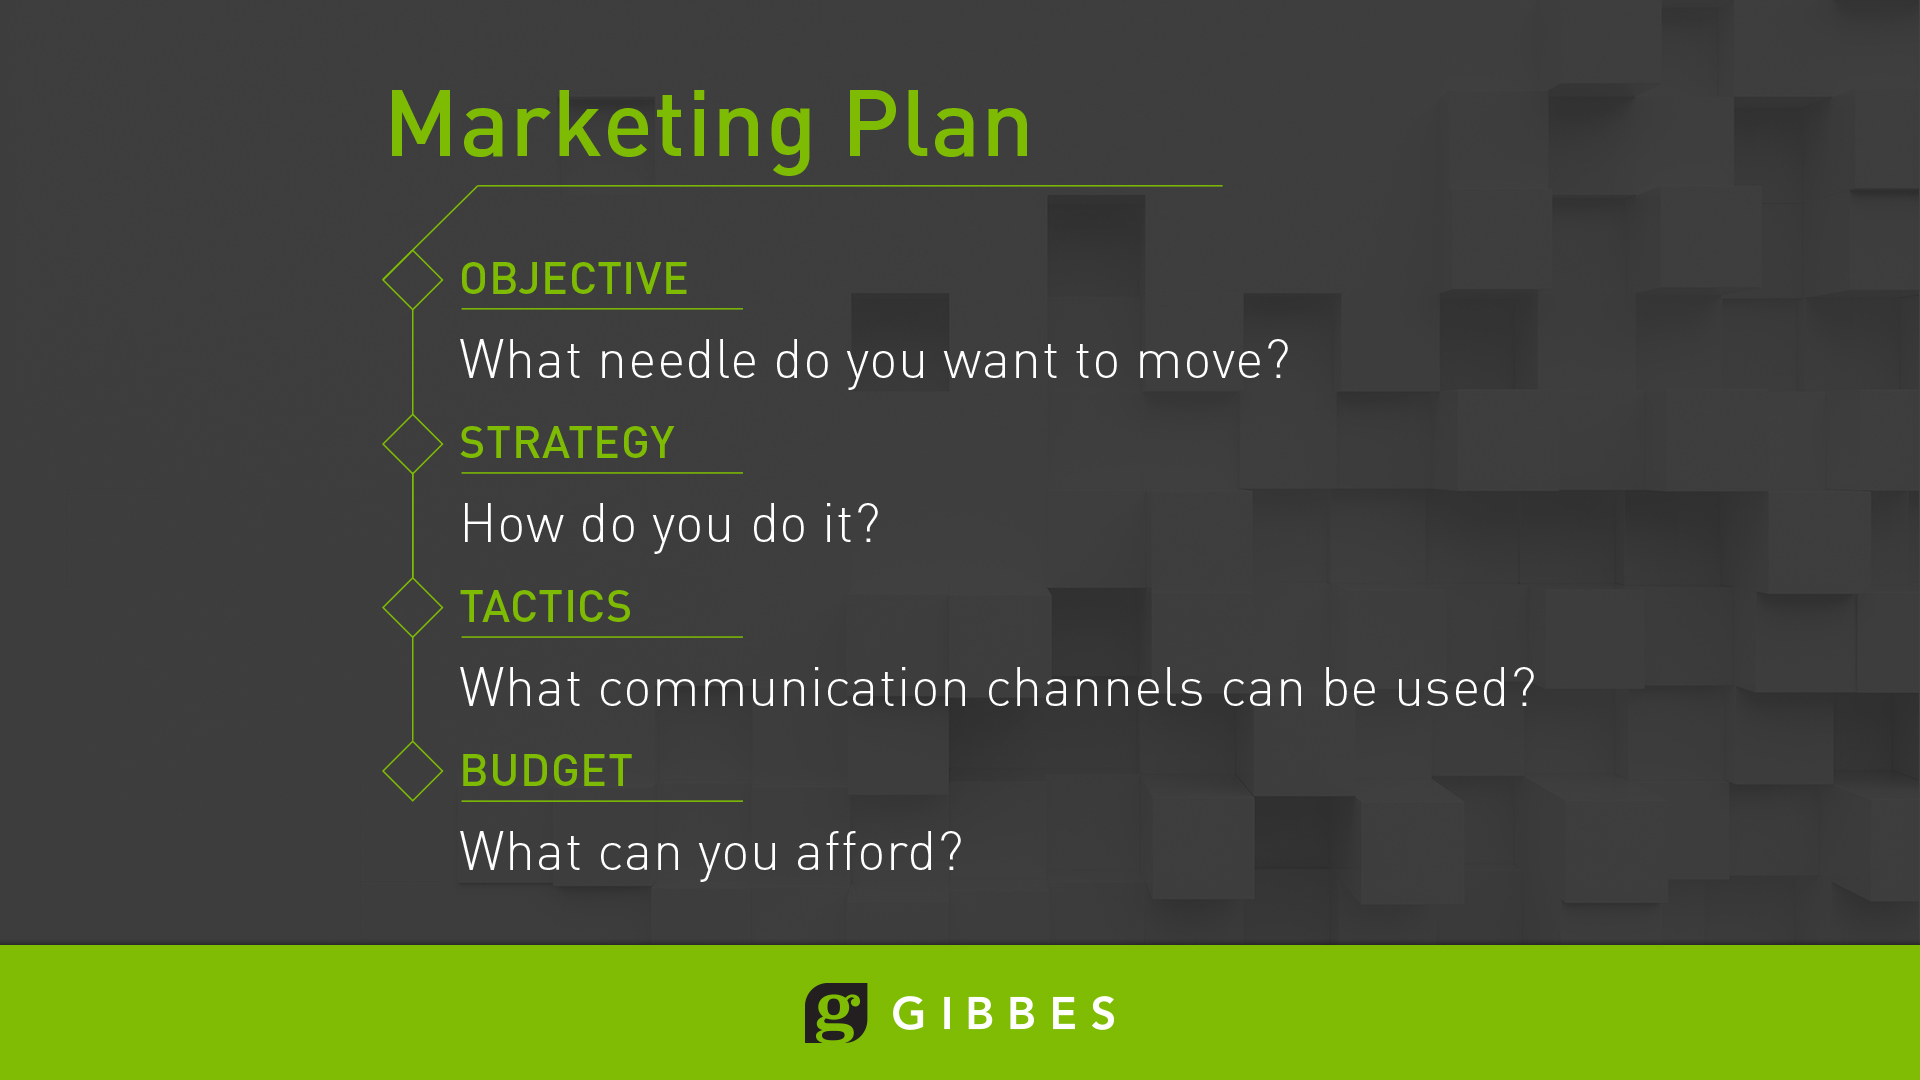 Marketing Plan
OBJECTIVE
What needle do you want to move?
STRATEGY
How do you do it?
TACTICS
What communication channels can be used?
BUDGET
What can you afford?
g GIBBES